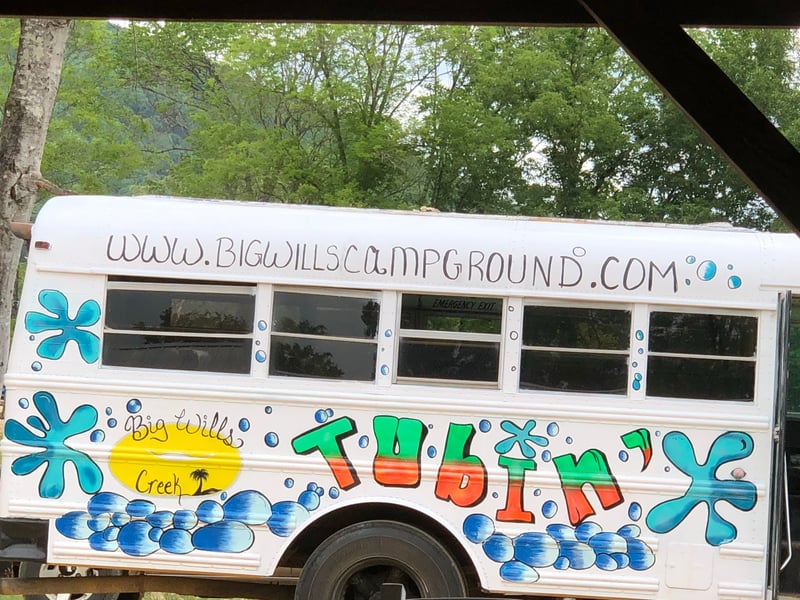 WWW.BIGWILLSCAMPGROUND.COM
EMERGENCY EXIT
Big Wills
Creek
Tubin'